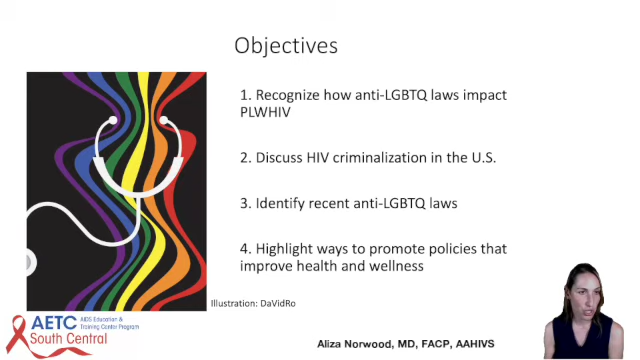 Objectives
1. Recognize how anti-LGBTQ laws impact
PLWHIV
2. Discuss HIV criminalization in the U.S.
3. Identify recent anti-LGBTQ laws
4. Highlight ways to promote policies that
improve health and wellness
Illustration: DaVidRo
AETC
AIDS Education &
Training Center Program
South Central
Aliza Norwood, MD, FACP, AAHIVS